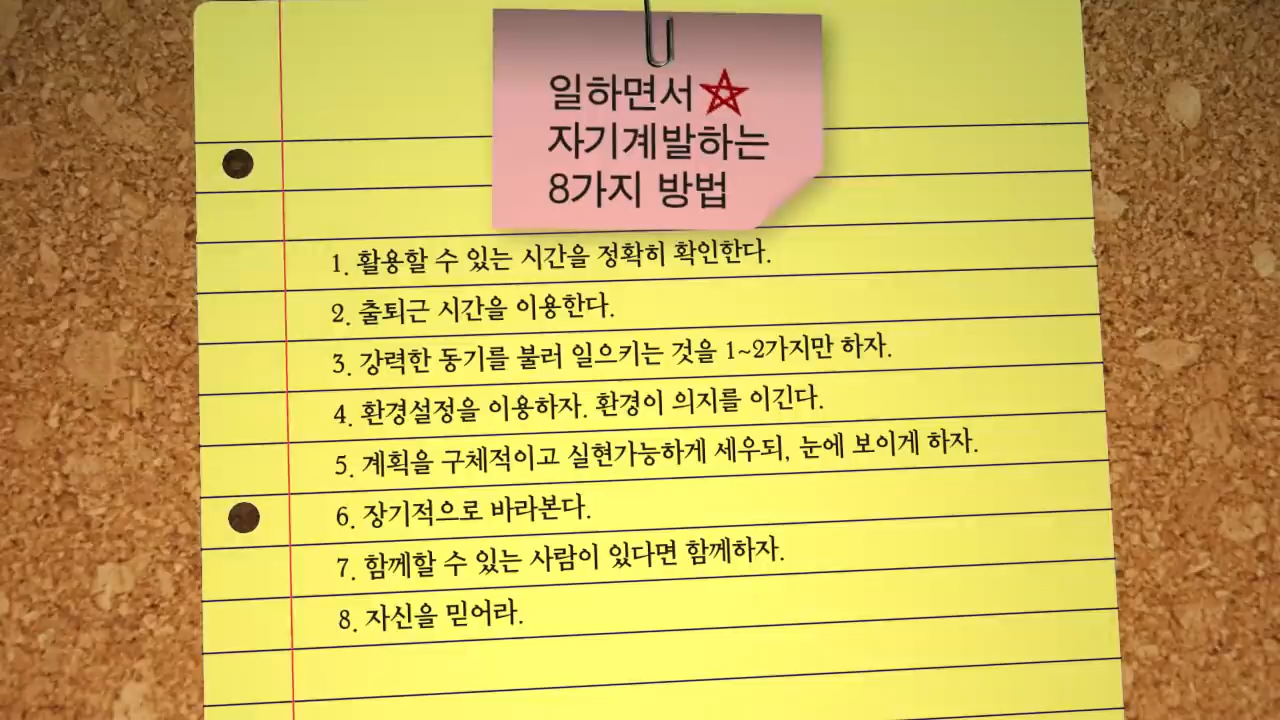 일하면서
자기계발하는
8가지 방법
1. 활용할 수 있는 시간을 정확히 확인한다.
2. 출퇴근 시간을 이용한다.
3. 강력한 동기를 불러 일으키는 것을 1~2가지만 하자.
4. 환경설정을 이용하자. 환경이 의지를 이긴다.
5. 계획을 구체적이고 실현가능하게 세우되, 눈에 보이게 하자.
6. 장기적으로 바라본다.
7. 함께할 수 있는 사람이 있다면 함께하자.
8. 자신을 믿어라.